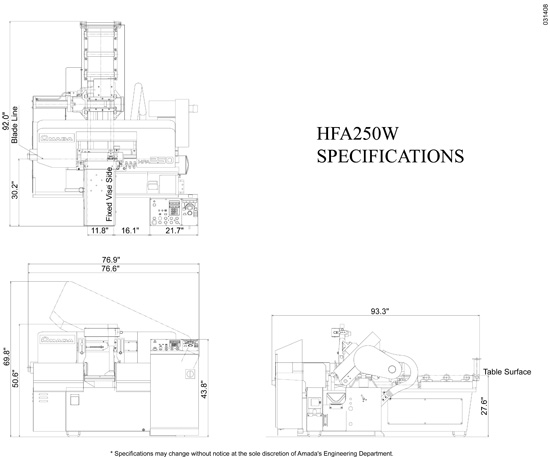 031408
HFA250W
SPECIFICATIONS
92.0"
Blade Line
30.2"
Fixed Vise Side
AMADA
11.8"
16.1"
21.7"
76.9"
76.6"
69.8"
50.6"
AMADA
43.8"
93.3"
Table Surface
27.6"
* Specifications may change without notice at the sole discretion of Amada's Engineering Department.